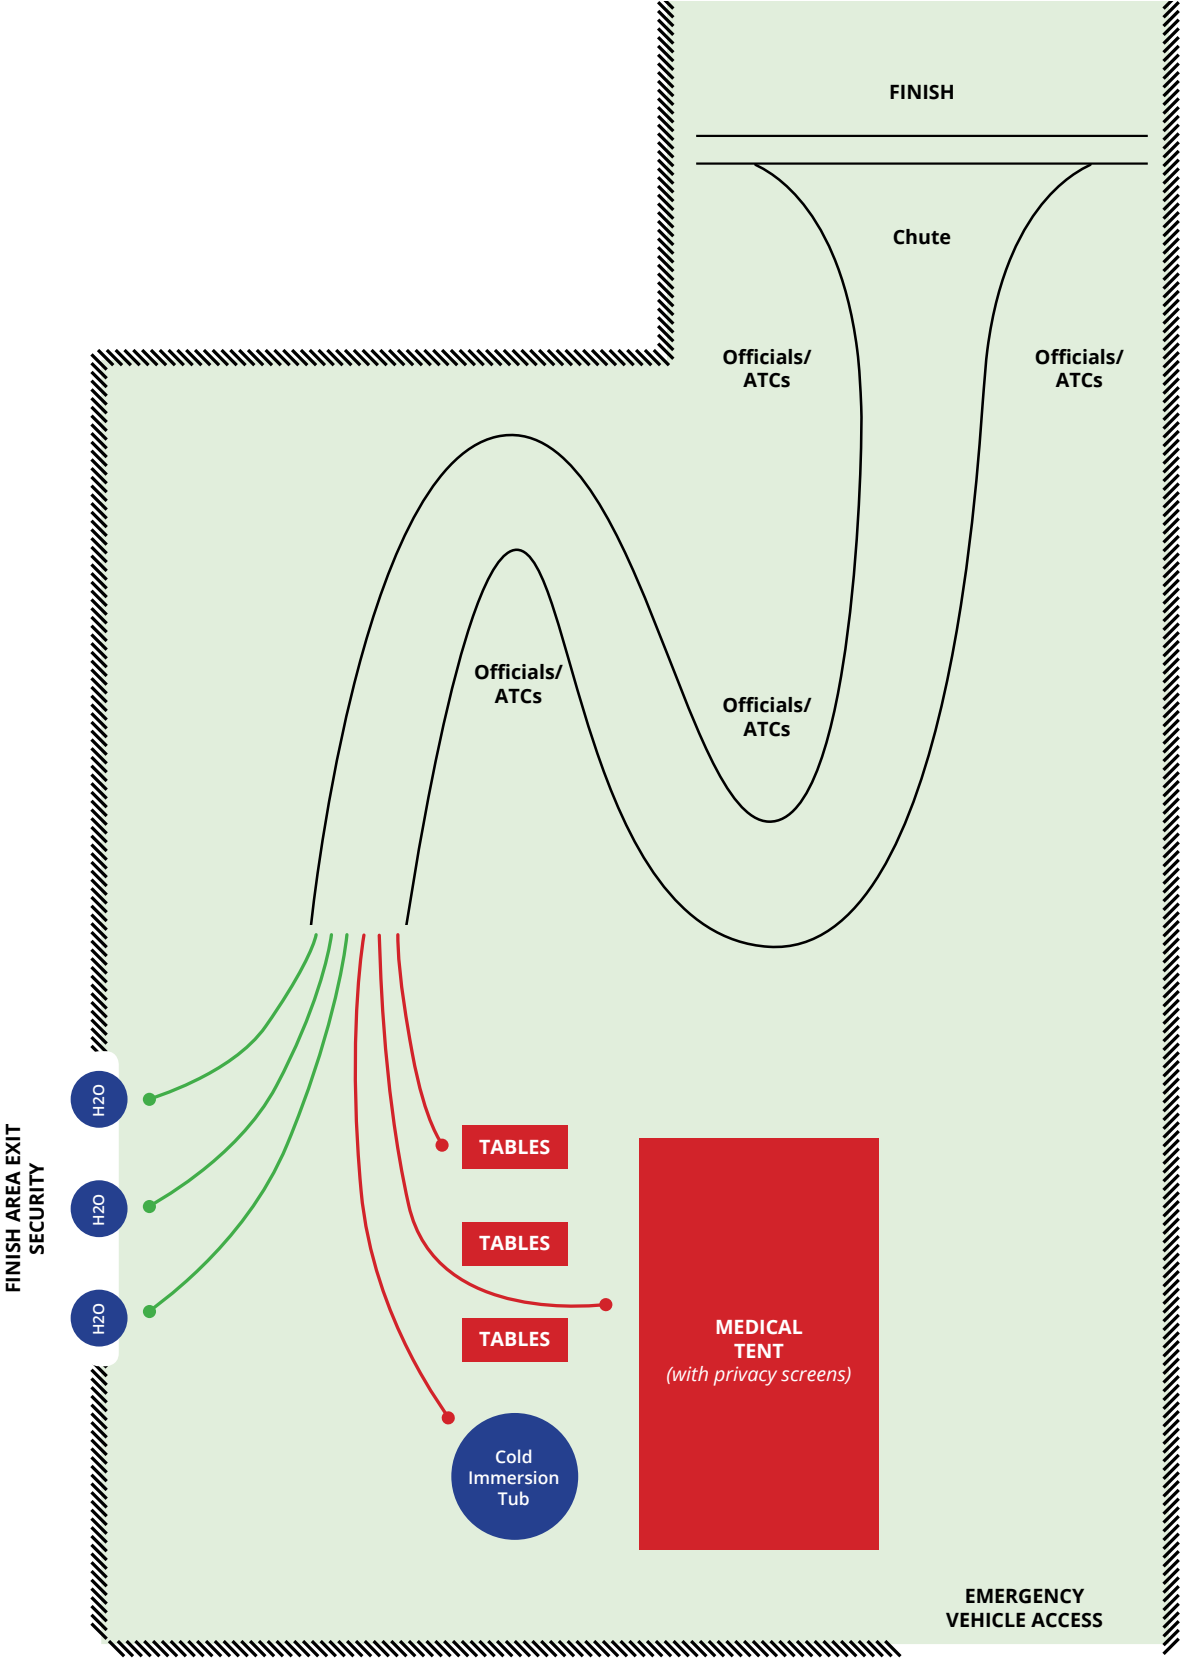 FINISH
Chute
Officials/
ATCs
Officials/
ATCs
Officials/
ATCs
Officials/
ATCs
FINISH AREA EXIT
SECURITY
H2O
H2O
H2O
TABLES
TABLES
TABLES
MEDICAL
TENT
(with privacy screens)
Cold
Immersion
Tub
EMERGENCY
VEHICLE ACCESS